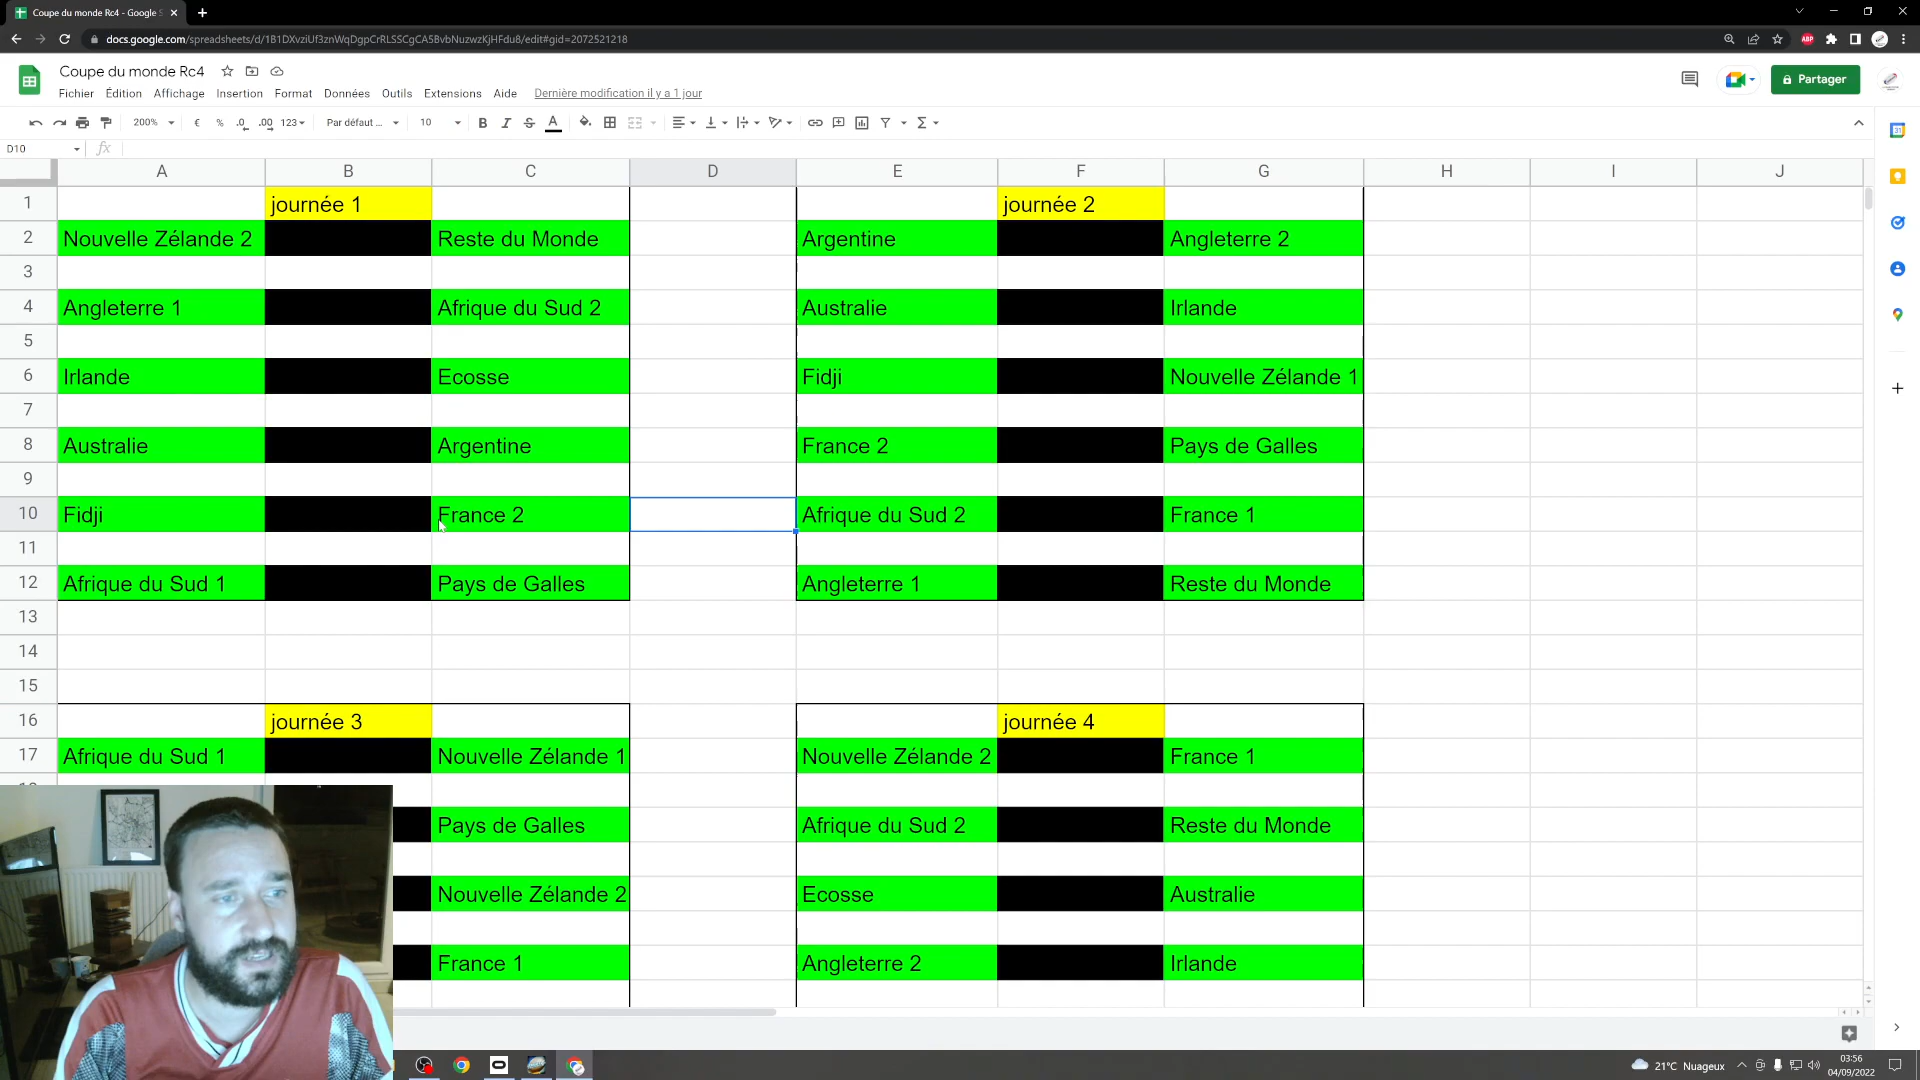 Coupe du monde Rc4 - Google S
docs.google.com/spreadsheets/d/1B1DXvziUf3znWqDgpCrRLSSCgCA5BvbNuzwzKjHFdu8/edit#gid=2072521218
ABP
Coupe du monde Rc4
Fichier Édition Affichage Insertion Format Données Outils Extensions Aide Dernière modification il y a 1 jour
Partager
200% € % .0 .00 123 Par défaut ... 10 B I S A Σ
D10 fx
31
A B C D E F G H I J
1 journée 1 journée 2
2 Nouvelle Zélande 2 Reste du Monde Argentine Angleterre 2
3
4 Angleterre 1 Afrique du Sud 2 Australie Irlande
5
6 Irlande Ecosse Fidji Nouvelle Zélande 1
7
8 Australie Argentine France 2 Pays de Galles
9
10 Fidji France 2 Afrique du Sud 2 France 1
11
12 Afrique du Sud 1 Pays de Galles Angleterre 1 Reste du Monde
13
14
15
16 journée 3 journée 4
17 Afrique du Sud 1 Nouvelle Zélande 1 Nouvelle Zélande 2 France 1
Pays de Galles Afrique du Sud 2 Reste du Monde
Nouvelle Zélande 2 Ecosse Australie
France 1 Angleterre 2 Irlande
21°C Nuageux
03:56
04/09/2022